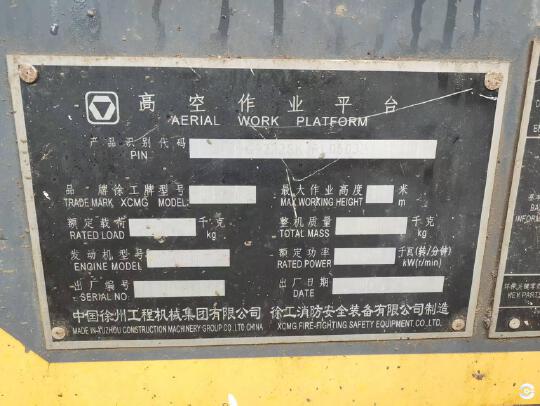 高空作业平台
AERIAL WORK PLATFORM
产品识别代码
PIN
品牌徐工牌型号 最大作业高度 米
TRADE MARK XCMG MODEL MAX WORKING HEIGHT m
额定载荷 千克 整机质量 千克
RATED LOAD kg TOTAL MASS kg
发动机型号 额定功率 千瓦(转/分钟)
ENGINE MODEL RATED POWER kW(r/min)
出厂编号 出厂日期
SERIAL NO. DATE
中国徐州工程机械集团有限公司 徐工消防安全装备有限公司制造
MADE IN XUZHOU CONSTRUCTION MACHINERY GROUP CO.LTD CHINA XCMG FIRE-FIGHTING SAFETY EQUIPMENT CO.,LTD.